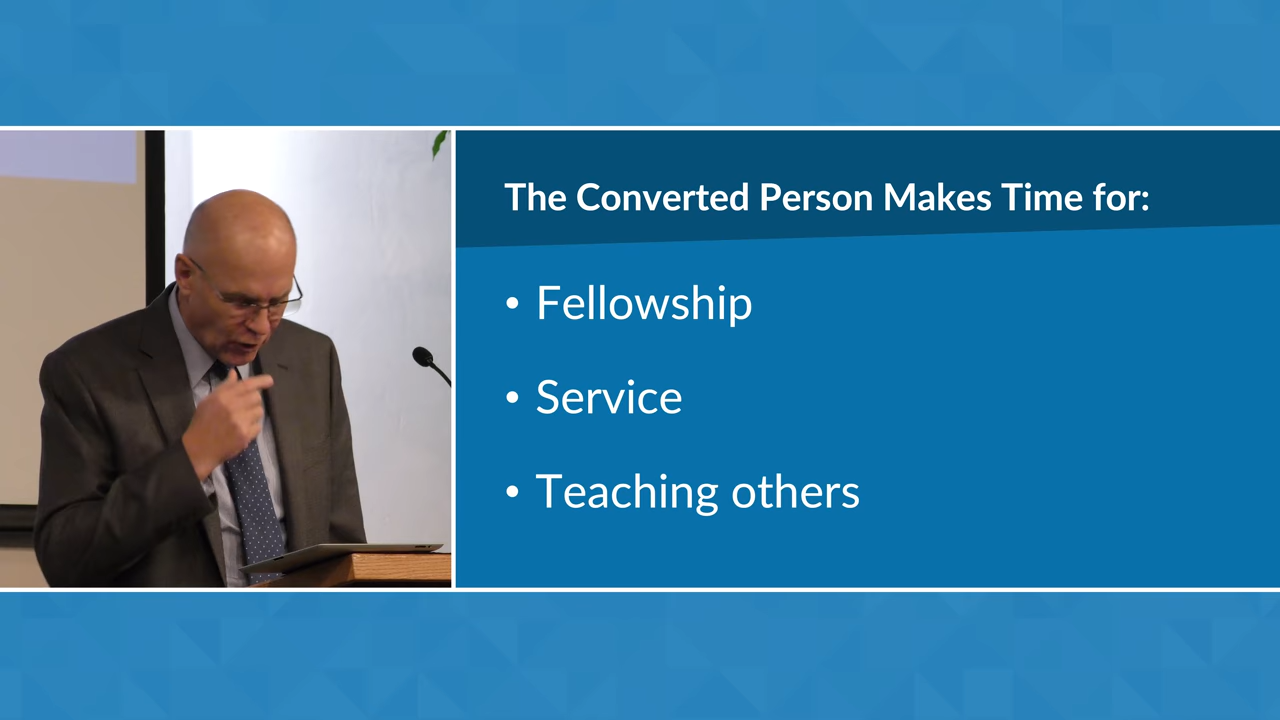 The Converted Person Makes Time for:
• Fellowship
• Service
• Teaching others